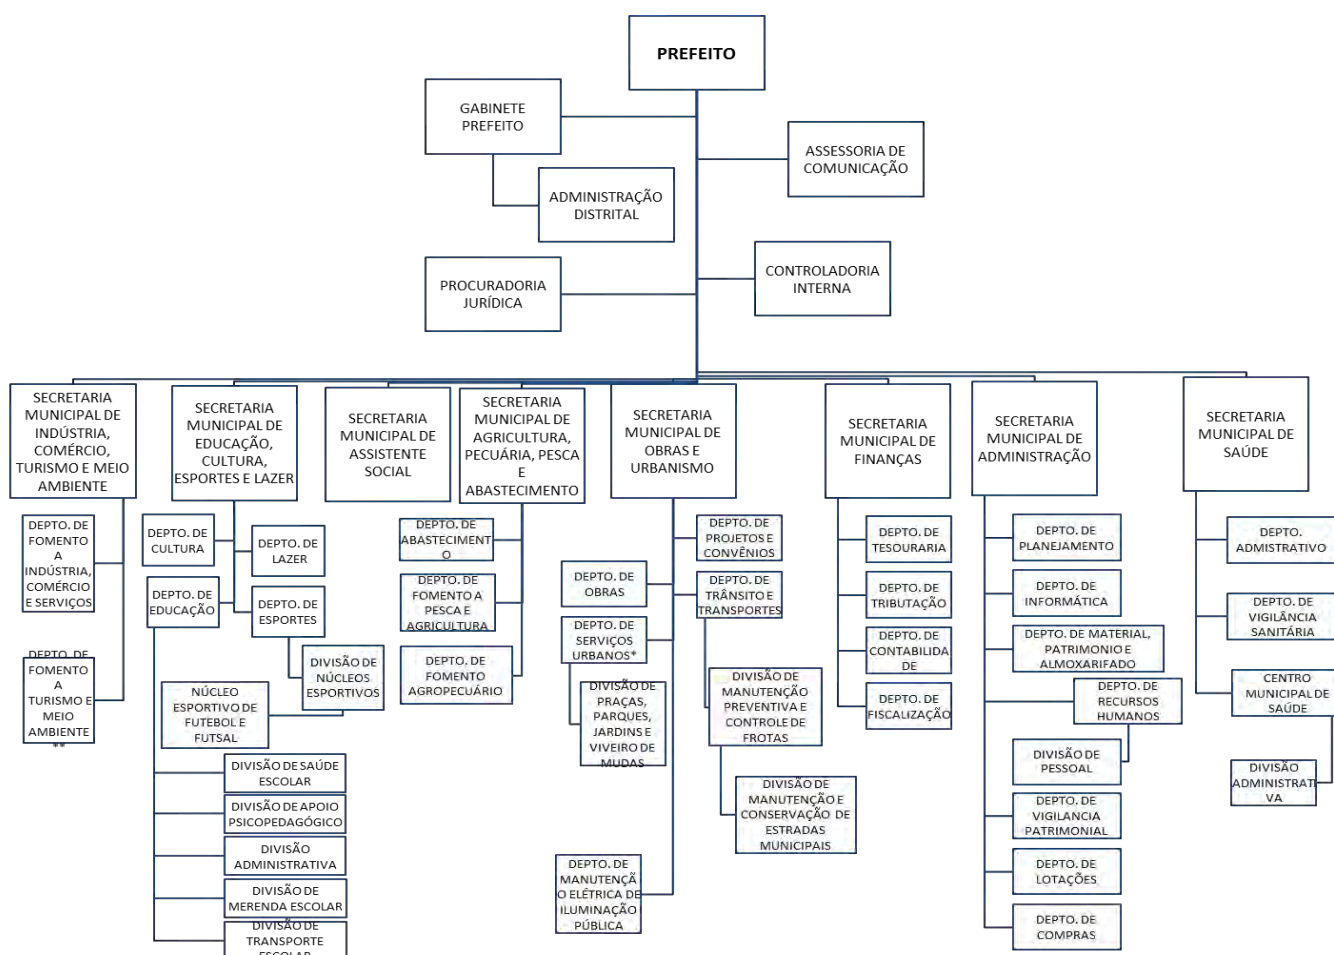 PREFEITO
GABINETE
PREFEITO
ASSESSORIA DE
COMUNICAÇÃO
ADMINISTRAÇÃO
DISTRITAL
PROCURADORIA
JURÍDICA
CONTROLADORIA
INTERNA
SECRETARIA
MUNICIPAL DE
INDÚSTRIA,
COMÉRCIO,
TURISMO E MEIO
AMBIENTE
SECRETARIA
MUNICIPAL DE
EDUCAÇÃO,
CULTURA,
ESPORTES E LAZER
SECRETARIA
MUNICIPAL DE
ASSISTENTE
SOCIAL
SECRETARIA
MUNICIPAL DE
AGRICULTURA,
PECUÁRIA, PESCA
E
ABASTECIMENTO
SECRETARIA
MUNICIPAL DE
OBRAS E
URBANISMO
SECRETARIA
MUNICIPAL DE
FINANÇAS
SECRETARIA
MUNICIPAL DE
ADMINISTRAÇÃO
SECRETARIA
MUNICIPAL DE
SAÚDE
DEPTO. DE
FOMENTO
A
INDÚSTRIA,
COMÉRCIO
E SERVIÇOS
DEPTO. DE
FOMENTO
A
TURISMO E
MEIO
AMBIENTE
**
DEPTO. DE
CULTURA
DEPTO. DE
LAZER
DEPTO. DE
EDUCAÇÃO
DEPTO. DE
ESPORTES
DIVISÃO DE
NÚCLEOS
ESPORTIVOS
NÚCLEO
ESPORTIVO DE
FUTEBOL E
FUTSAL
DIVISÃO DE SAÚDE
ESCOLAR
DIVISÃO DE APOIO
PSICOPEDAGÓGICO
DIVISÃO
ADMINISTRATIVA
DIVISÃO DE
MERENDA ESCOLAR
DIVISÃO DE
TRANSPORTE
ESCOLAR
DEPTO. DE
ABASTECIMENT
O
DEPTO. DE
FOMENTO A
PESCA E
AGRICULTURA
DEPTO. DE
FOMENTO
AGROPECUÁRIO
DEPTO. DE
PROJETOS E
CONVÊNIOS
DEPTO. DE
OBRAS
DEPTO. DE
TRÂNSITO E
TRANSPORTES
DEPTO. DE
SERVIÇOS
URBANOS*
DIVISÃO DE
PRAÇAS,
PARQUES,
JARDINS E
VIVEIRO DE
MUDAS
DIVISÃO DE
MANUTENÇÃO
PREVENTIVA E
CONTROLE DE
FROTAS
DIVISÃO DE
MANUTENÇÃO E
CONSERVAÇÃO DE
ESTRADAS
MUNICIPAIS
DEPTO. DE
MANUTENÇÃ
O ELÉTRICA DE
ILUMINAÇÃO
PÚBLICA
DEPTO. DE
TESOURARIA
DEPTO. DE
TRIBUTAÇÃO
DEPTO. DE
CONTABILIDA
DE
DEPTO. DE
FISCALIZAÇÃO
DEPTO. DE
PLANEJAMENTO
DEPTO. DE
INFORMÁTICA
DEPTO. DE MATERIAL,
PATRIMONIO E
ALMOXARIFADO
DEPTO. DE
RECURSOS
HUMANOS
DIVISÃO DE
PESSOAL
DEPTO. DE
VIGILANCIA
PATRIMONIAL
DEPTO. DE
LOTAÇÕES
DEPTO. DE
COMPRAS
DEPTO.
ADMISTRATIVO
DEPTO. DE
VIGILÂNCIA
SANITÁRIA
CENTRO
MUNICIPAL DE
SAÚDE
DIVISÃO
ADMINISTRATI
VA